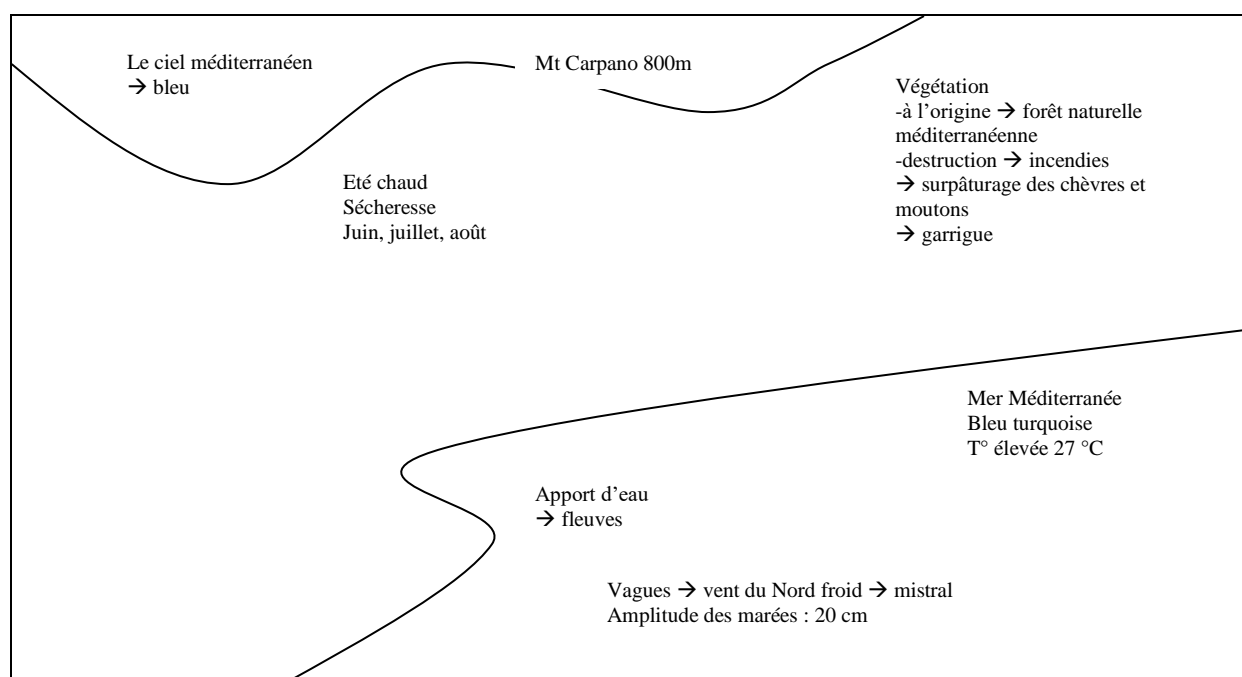 Le ciel méditerranéen
→ bleu
Mt Carpano 800m
Végétation
-à l’origine → forêt naturelle
méditerranéenne
-destruction → incendies
→ surpâturage des chèvres et
moutons
→ garrigue
Eté chaud
Sécheresse
Juin, juillet, août
Mer Méditerranée
Bleu turquoise
T° élevée 27 °C
Apport d’eau
→ fleuves
Vagues → vent du Nord froid → mistral
Amplitude des marées : 20 cm